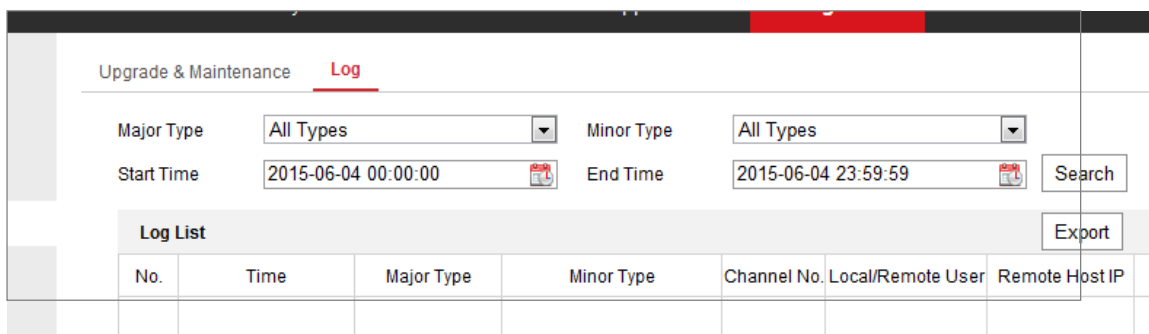 Upgrade & Maintenance Log
Major Type All Types Minor Type All Types
Start Time 2015-06-04 00:00:00 End Time 2015-06-04 23:59:59 Search
Log List Export
No. Time Major Type Minor Type Channel No. Local/Remote User Remote Host IP